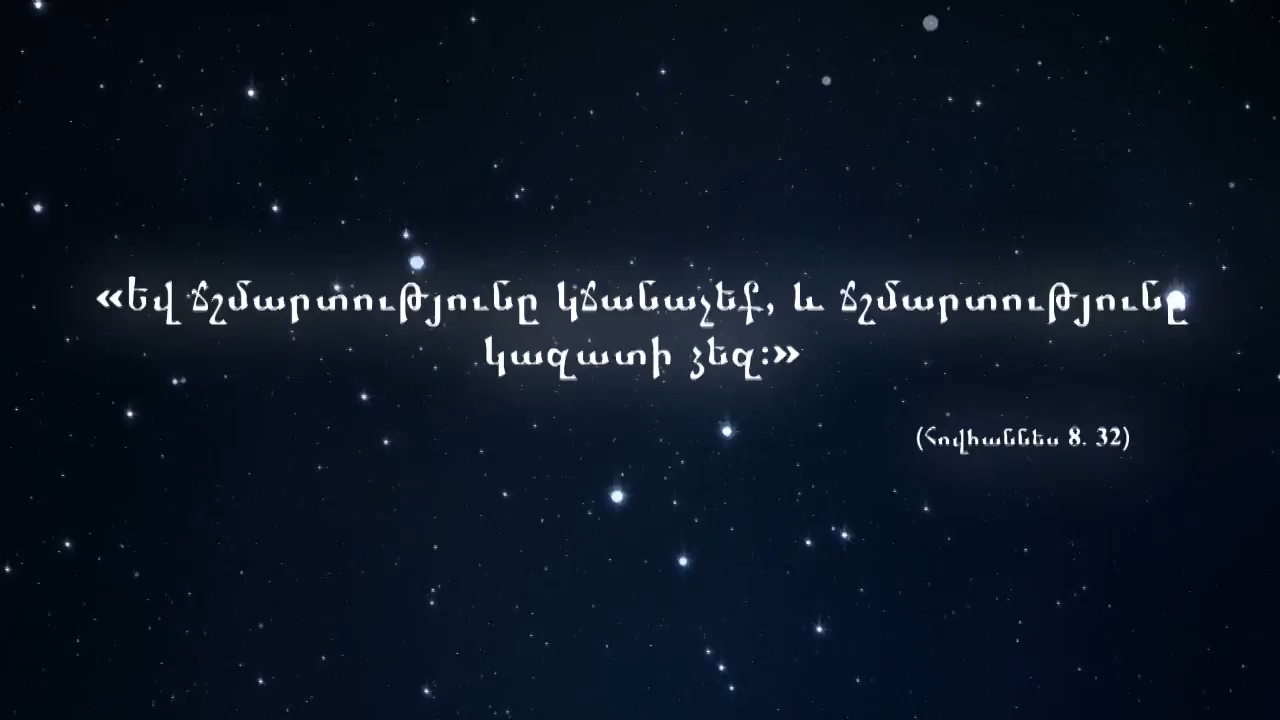 «Եվ ճշմարտությունը կճանաչեք, և ճշմարտությունը
կազատի ձեզ:»
(Հովհաննես 8. 32)